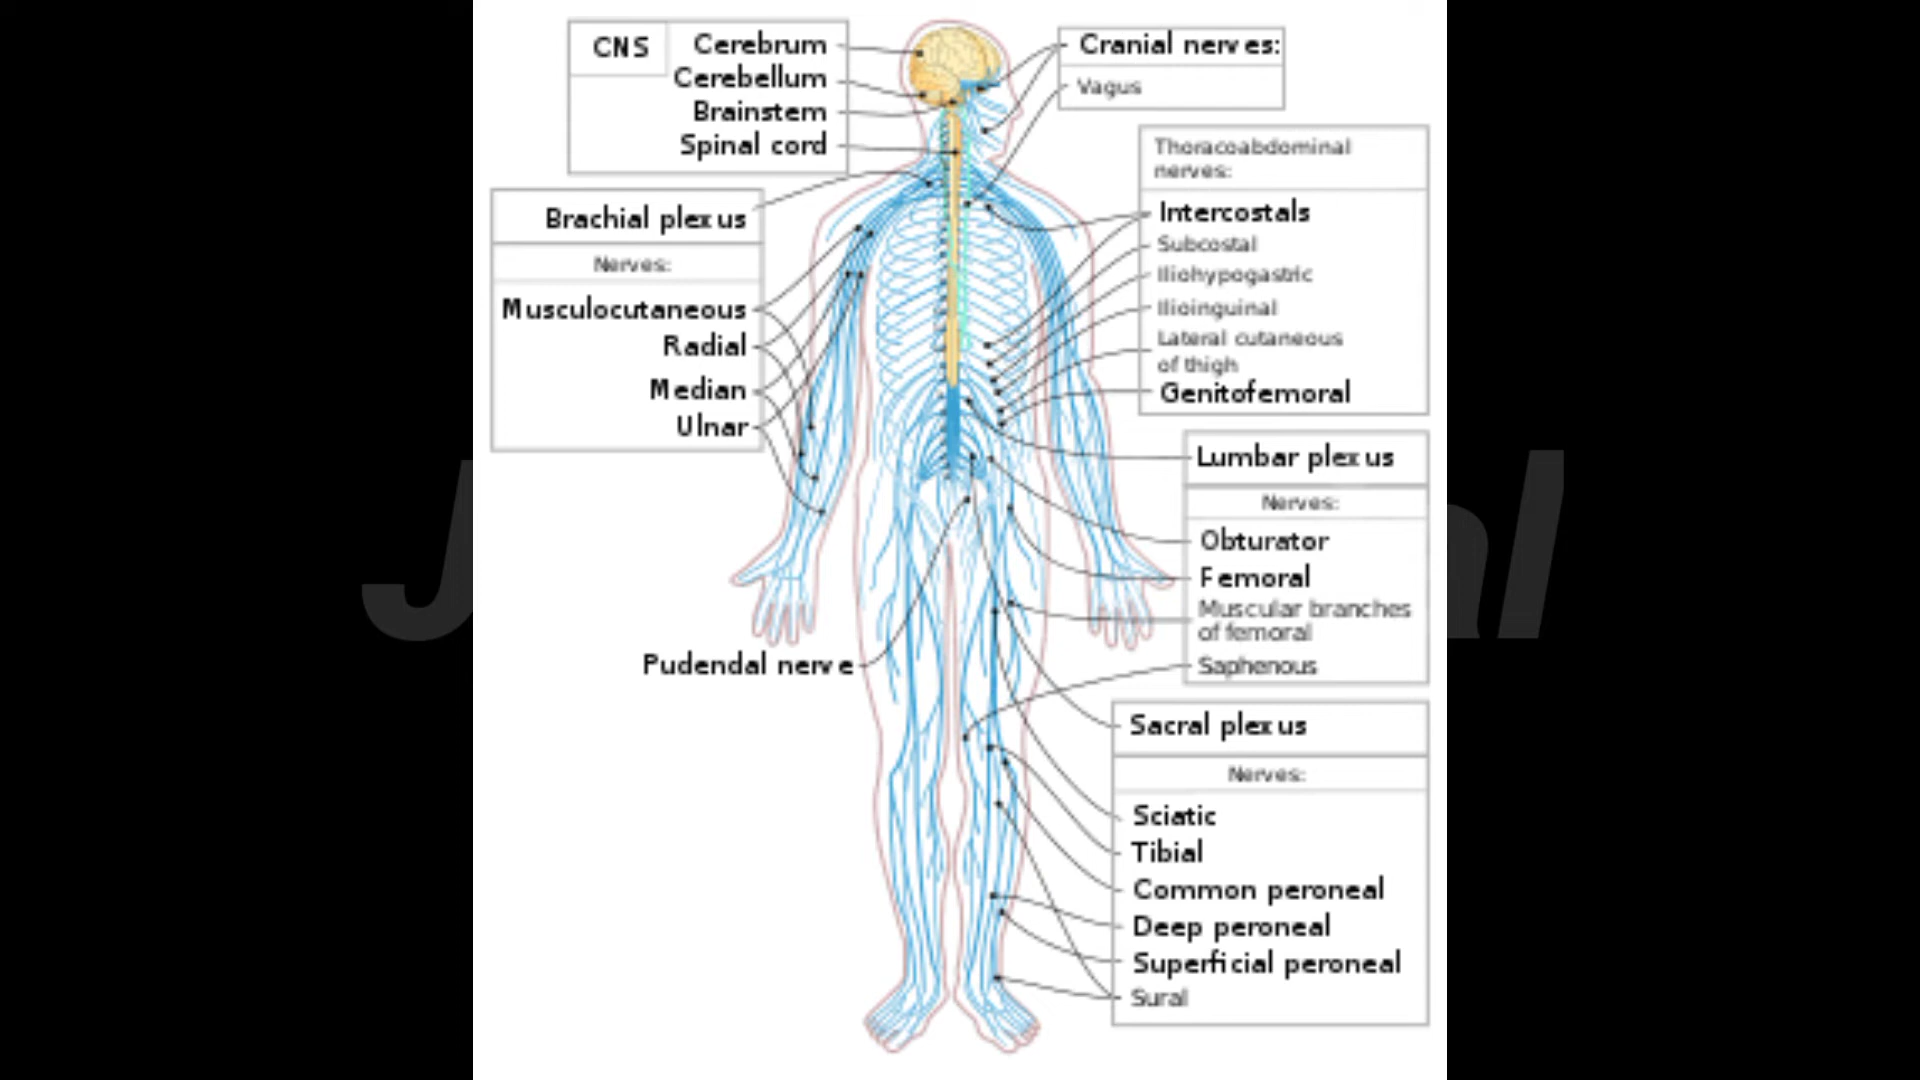 CNS
Cerebrum
Cerebellum
Brainstem
Spinal cord
Cranial nerves:
Vagus
Thoracoabdominal
nerves:
Intercostals
Subcostal
Iliohypogastric
Ilioinguinal
Lateral cutaneous
of thigh
Genitofemoral
Brachial plexus
Nerves:
Musculocutaneous
Radial
Median
Ulnar
Lumbar plexus
Nerves:
Obturator
Femoral
Muscular branches
of femoral
Saphenous
Pudendal nerve
Sacral plexus
Nerves:
Sciatic
Tibial
Common peroneal
Deep peroneal
Superficial peroneal
Sural